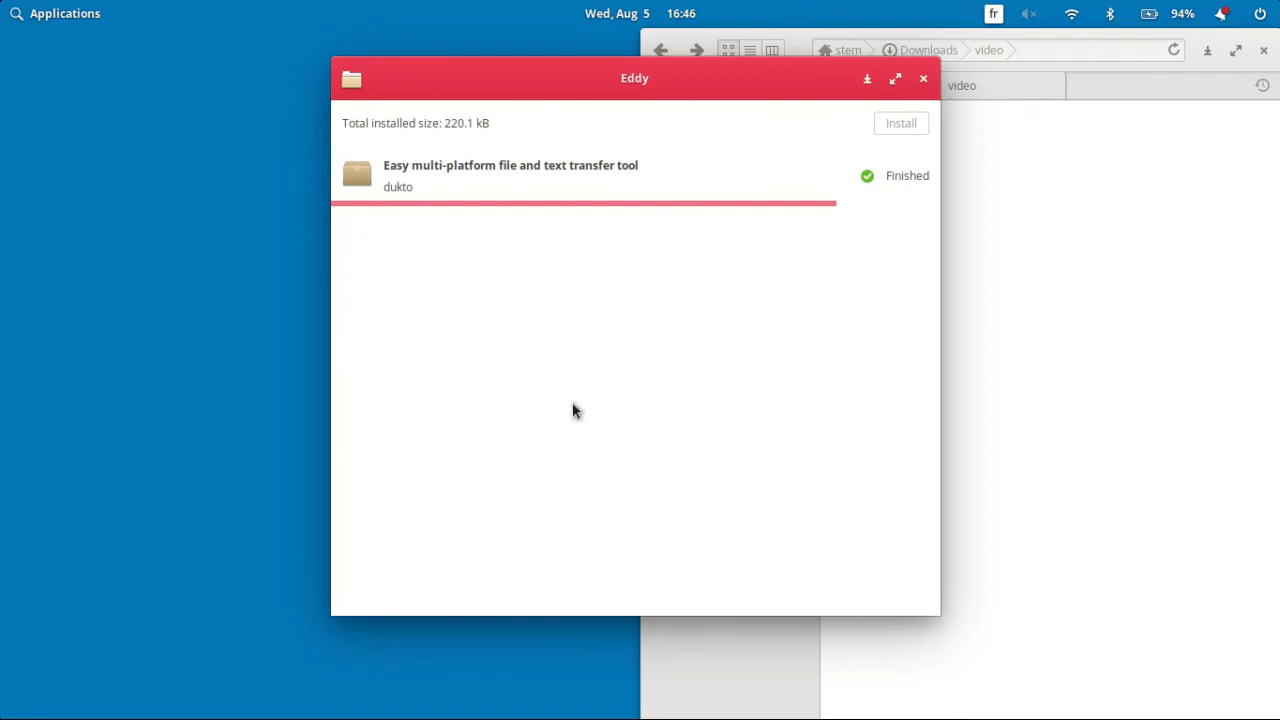 Applications
Wed, Aug 5 16:46
fr
94%
stern
Downloads
video
Eddy
video
Total installed size: 220.1 kB
Install
Easy multi-platform file and text transfer tool
dukto
Finished